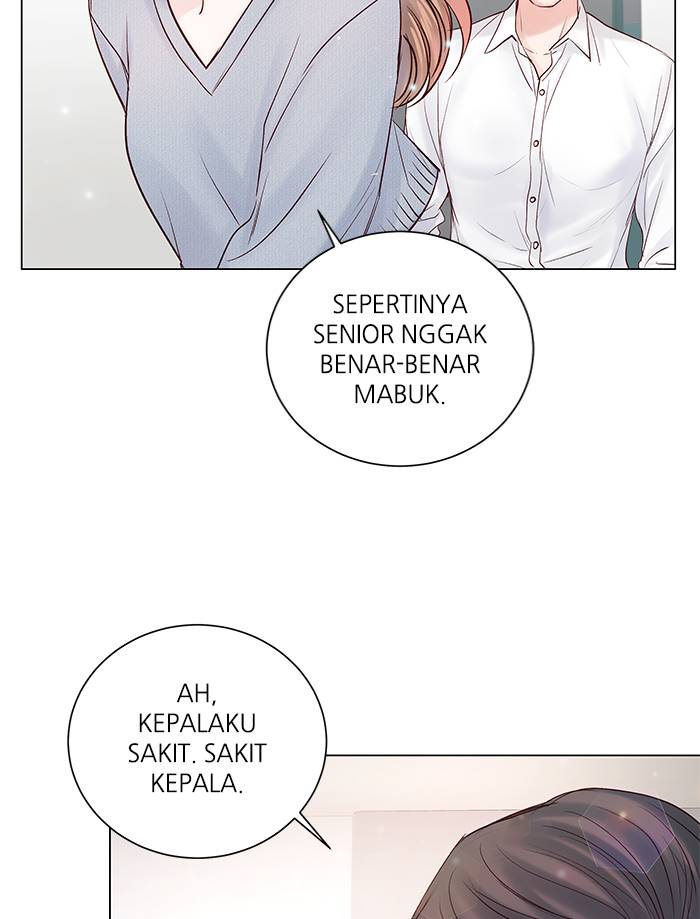 SEPERTINYA
SENIOR NGGAK
BENAR-BENAR
MABUK.
AH,
KEPALAKU
SAKIT. SAKIT
KEPALA.